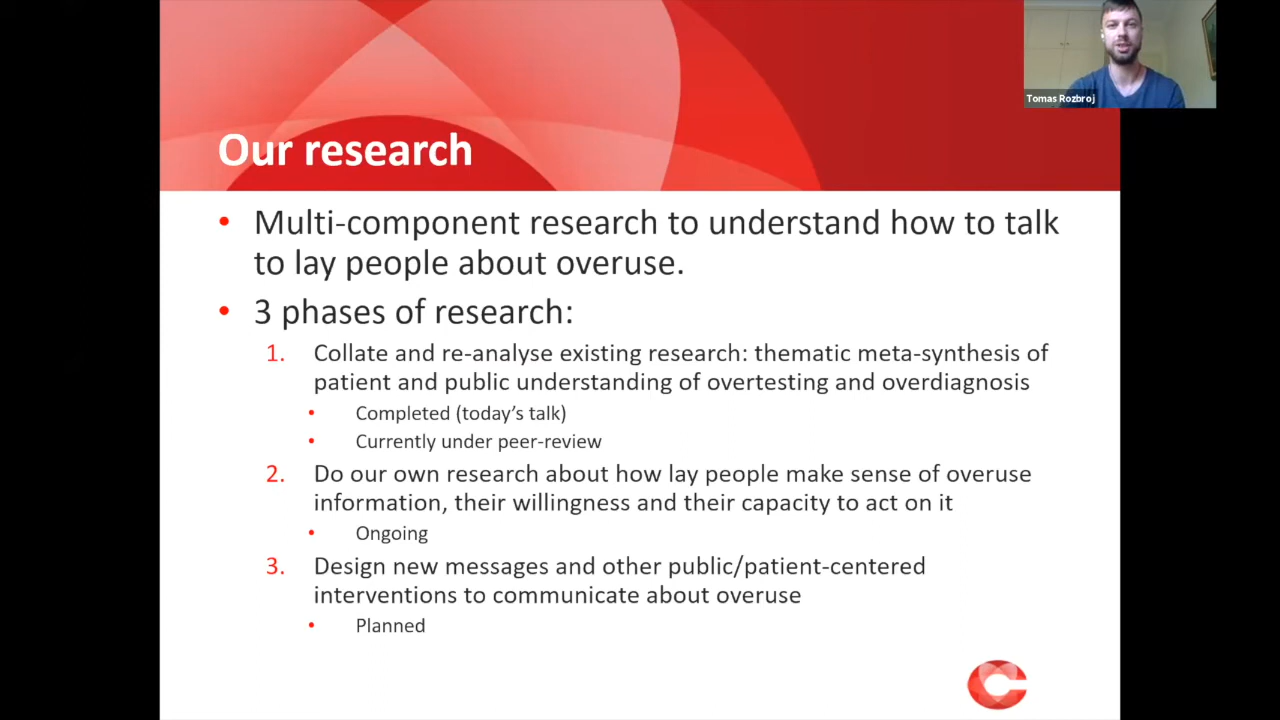 Tomas Rozbroj
Our research
• Multi-component research to understand how to talk
to lay people about overuse.
• 3 phases of research:
1. Collate and re-analyse existing research: thematic meta-synthesis of
patient and public understanding of overtesting and overdiagnosis
• Completed (today's talk)
• Currently under peer-review
2. Do our own research about how lay people make sense of overuse
information, their willingness and their capacity to act on it
• Ongoing
3. Design new messages and other public/patient-centered
interventions to communicate about overuse
• Planned